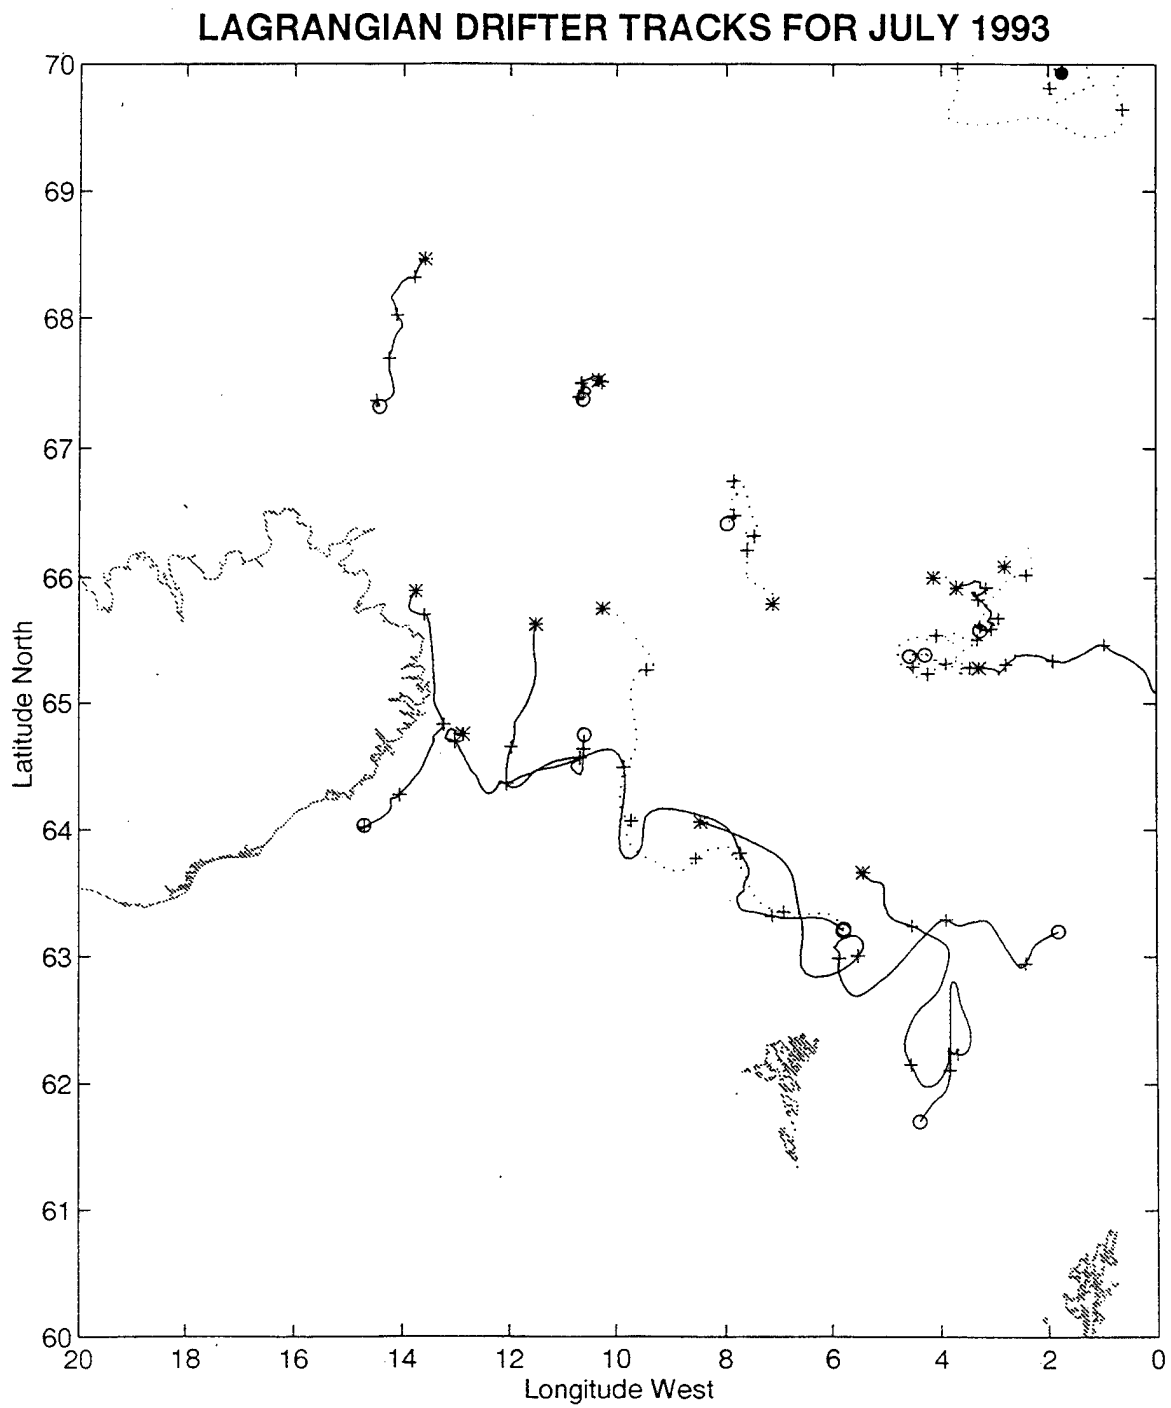 LAGRANGIAN DRIFTER TRACKS FOR JULY 1993
70
69
68
67
66
65
64
63
62
61
60
Latitude North
20 18 16 14 12 10 8 6 4 2 0
Longitude West